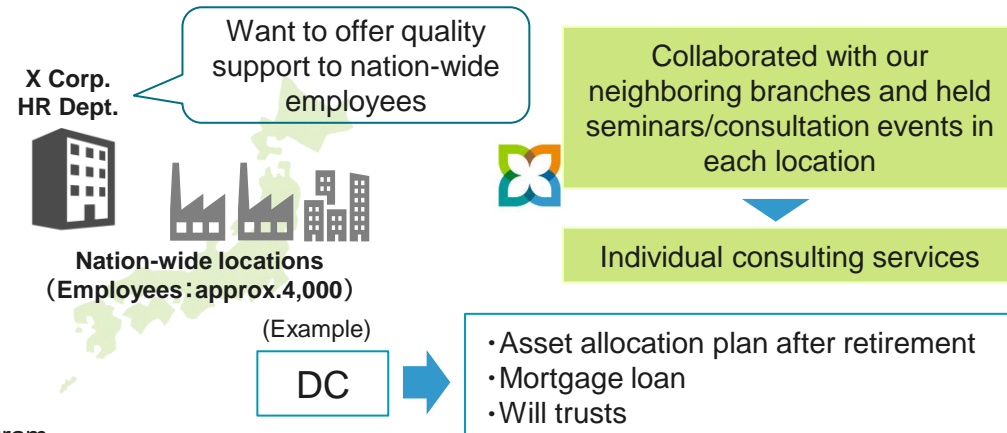 Want to offer quality
support to nation-wide
employees
X Corp.
HR Dept.
Collaborated with our
neighboring branches and held
seminars/consultation events in
each location
Nation-wide locations
（Employees：approx.4,000）
Individual consulting services
(Example)
DC
・Asset allocation plan after retirement
・Mortgage loan
・Will trusts